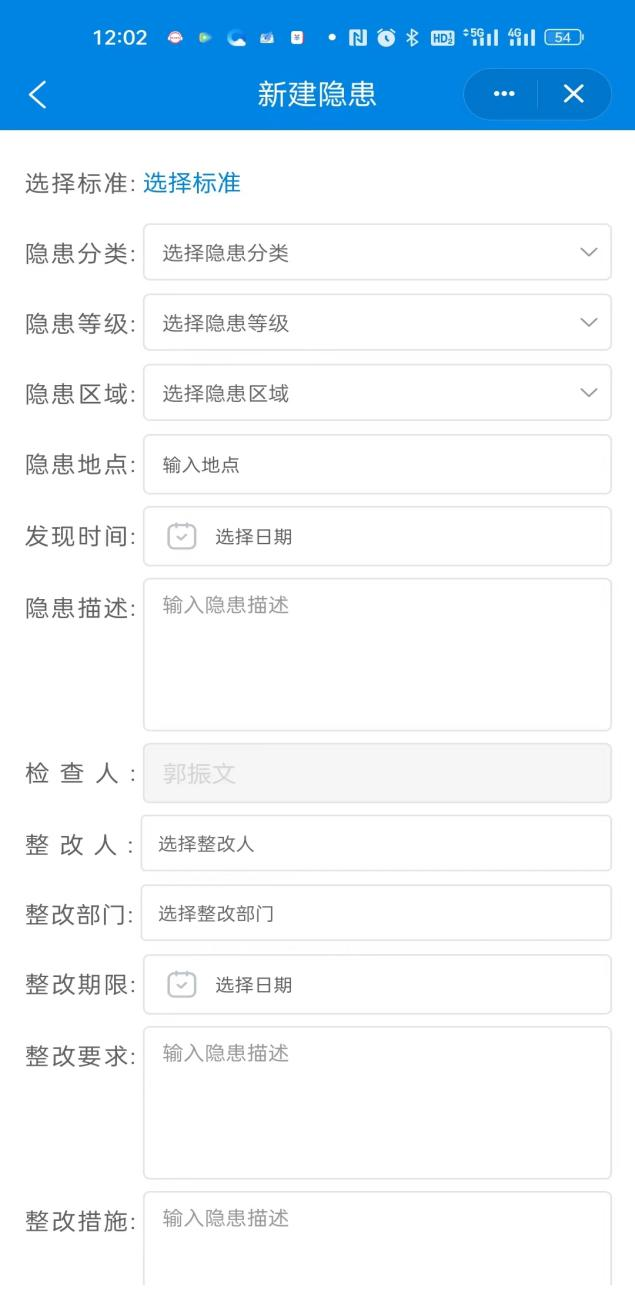 12:02
HD 5G 4G 54
新建隐患
选择标准: 选择标准
隐患分类: 选择隐患分类
隐患等级: 选择隐患等级
隐患区域: 选择隐患区域
隐患地点: 输入地点
发现时间: 选择日期
隐患描述: 输入隐患描述
检查人: 郭振文
整改人: 选择整改人
整改部门: 选择整改部门
整改期限: 选择日期
整改要求: 输入隐患描述
整改措施: 输入隐患描述